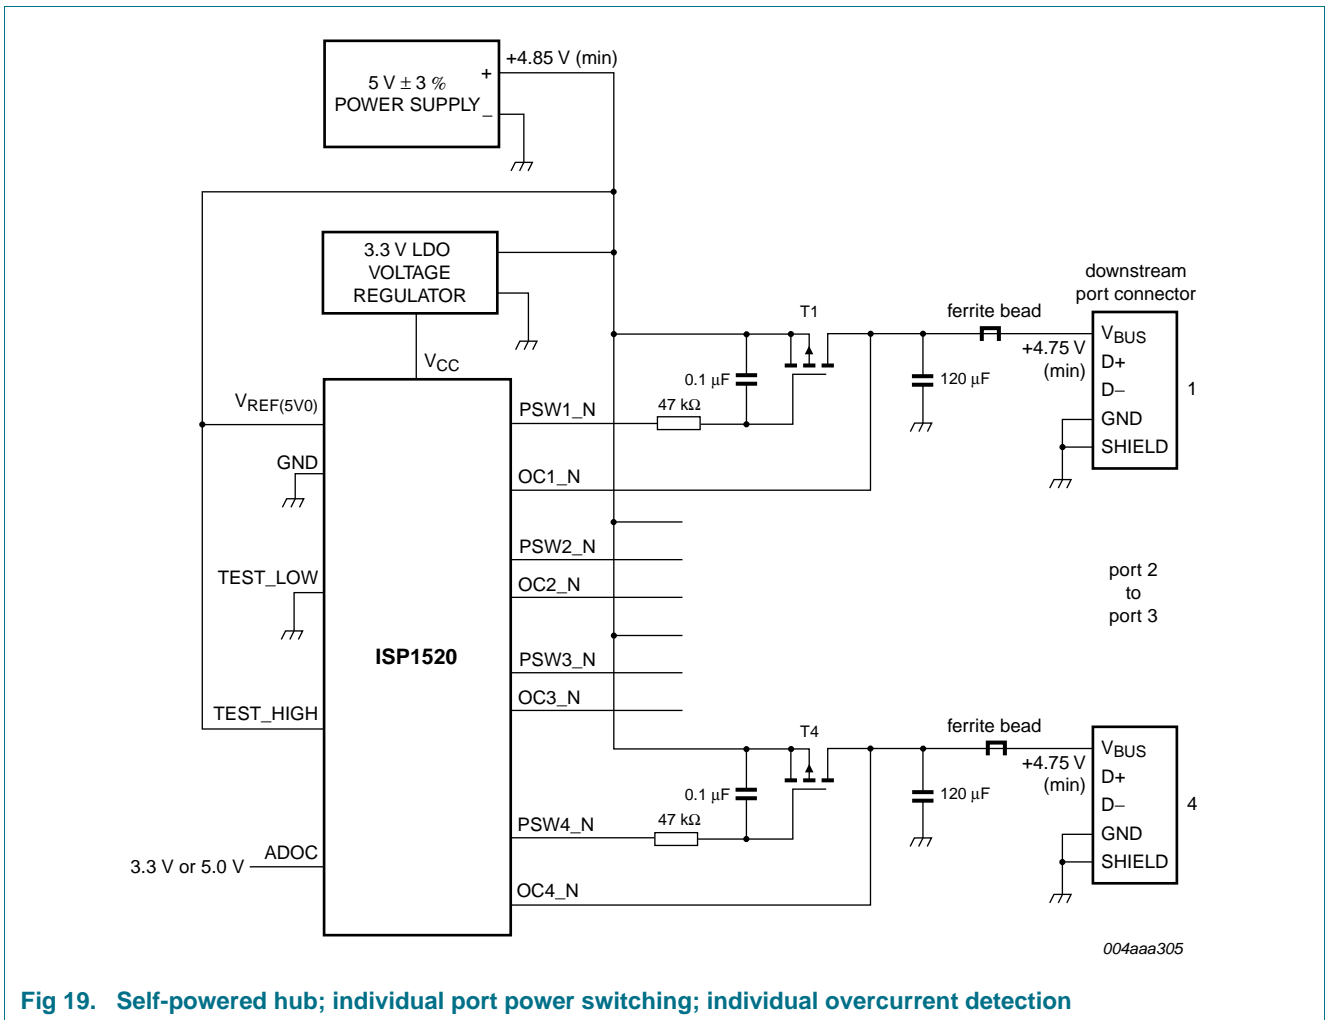 +4.85 V (min)
5 V ± 3 %
POWER SUPPLY
+
−
3.3 V LDO
VOLTAGE
REGULATOR
VCC
VREF(5V0)
GND
TEST_LOW
TEST_HIGH
3.3 V or 5.0 V
ADOC
ISP1520
PSW1_N
OC1_N
PSW2_N
OC2_N
PSW3_N
OC3_N
PSW4_N
OC4_N
47 kΩ
0.1 μF
T1
120 μF
ferrite bead
+4.75 V
(min)
downstream
port connector
VBUS
D+
D−
GND
SHIELD
1
port 2
to
port 3
47 kΩ
0.1 μF
T4
120 μF
ferrite bead
+4.75 V
(min)
VBUS
D+
D−
GND
SHIELD
4
004aaa305
Fig 19. Self-powered hub; individual port power switching; individual overcurrent detection